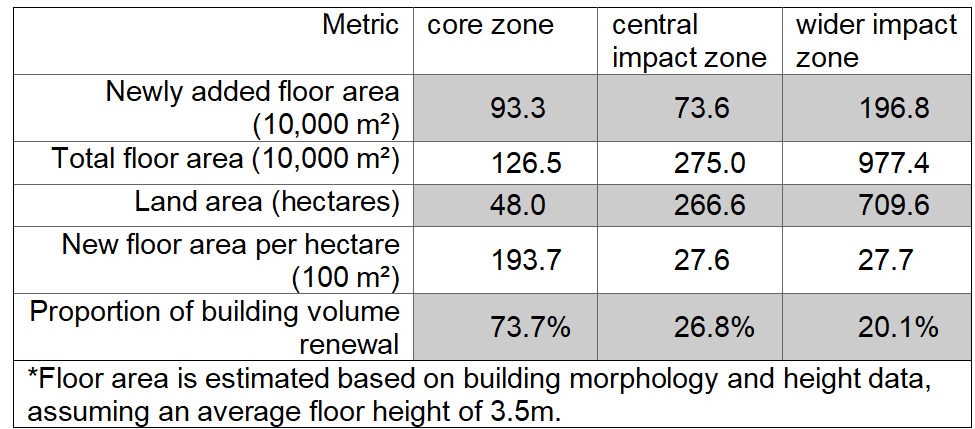 Metric core zone central impact zone wider impact zone
Newly added floor area (10,000 m²) 93.3 73.6 196.8
Total floor area (10,000 m²) 126.5 275.0 977.4
Land area (hectares) 48.0 266.6 709.6
New floor area per hectare (100 m²) 193.7 27.6 27.7
Proportion of building volume renewal 73.7% 26.8% 20.1%
*Floor area is estimated based on building morphology and height data,
assuming an average floor height of 3.5m.